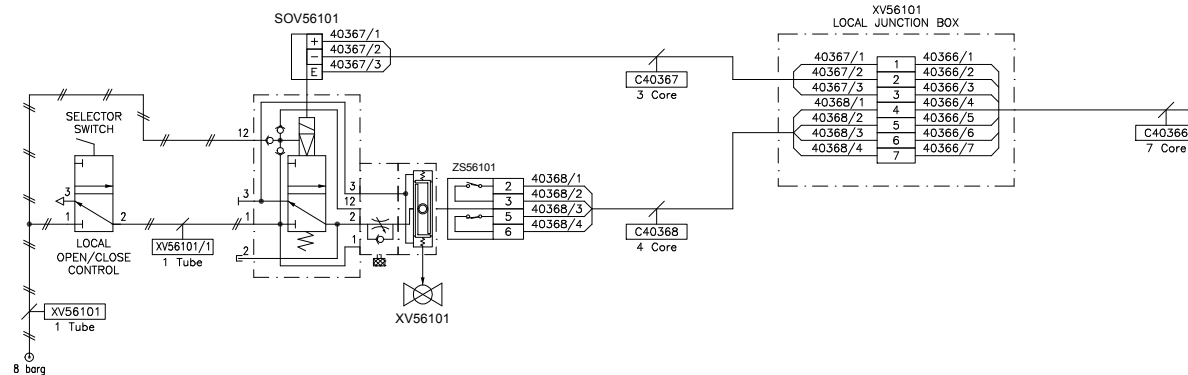 SOV56101
+
-
E
40367/1
40367/2
40367/3
C40367
3 Core
XV56101
LOCAL JUNCTION BOX
40367/1 1 40366/1
40367/2 2 40366/2
40367/3 3 40366/3
40368/1 4 40366/4
40368/2 5 40366/5
40368/3 6 40366/6
40368/4 7 40366/7
C40366
7 Core
SELECTOR
SWITCH
3
1
2
LOCAL
OPEN/CLOSE
CONTROL
XV56101/1
1 Tube
XV56101
1 Tube
8 barg
12
3
1
2
3
12
2
1
ZS56101
2 40368/1
3 40368/2
5 40368/3
6 40368/4
C40368
4 Core
XV56101